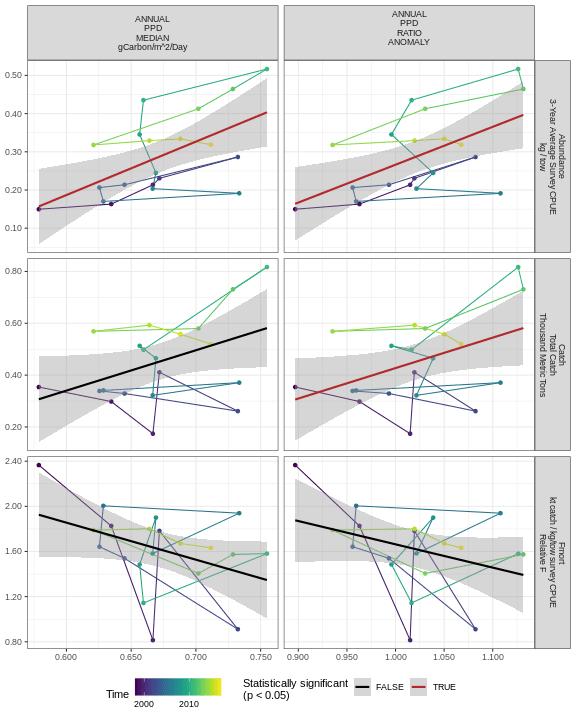 ANNUAL
PPD
MEDIAN
gCarbon/m^2/Day
ANNUAL
PPD
RATIO
ANOMALY
0.50
0.40
0.30
0.20
0.10
Abundance
3-Year Average Survey CPUE
kg / tow
0.80
0.60
0.40
0.20
Catch
Total Catch
Thousand Metric Tons
2.40
2.00
1.60
1.20
0.80
Fmort
kt catch / kg/tow survey CPUE
Relative F
0.600 0.650 0.700 0.750
0.900 0.950 1.000 1.050 1.100
Time
2000 2010
Statistically significant
(p < 0.05)
FALSE
TRUE